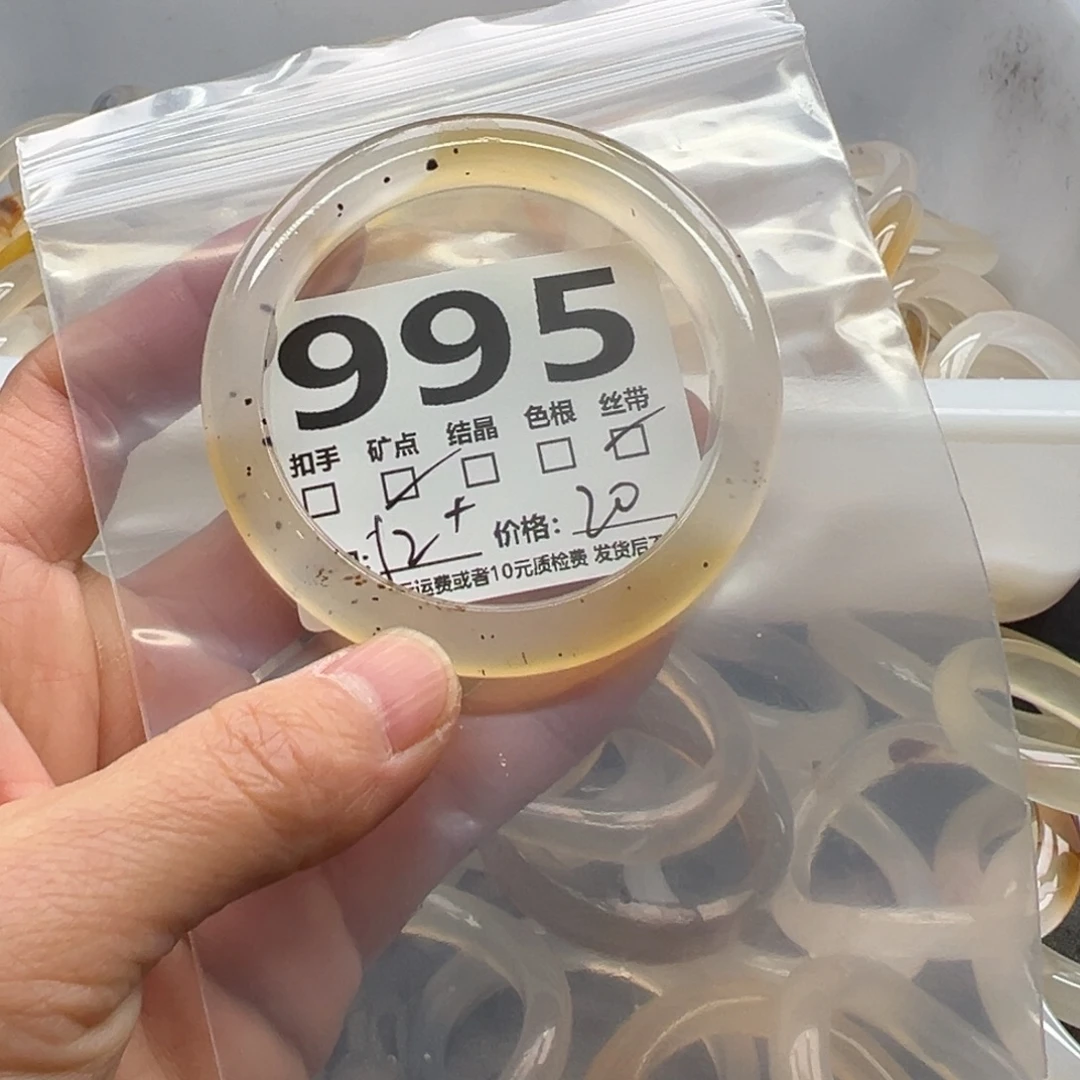 995
扣手 矿点 结晶 色根 丝带
12+ 价格: 20
运费或者10元质检费 发货后